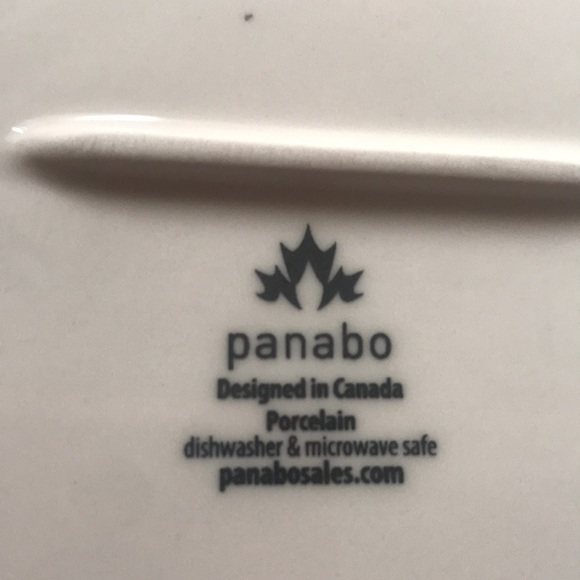 panabo
Designed in Canada
Porcelain
dishwasher & microwave safe
panabosales.com